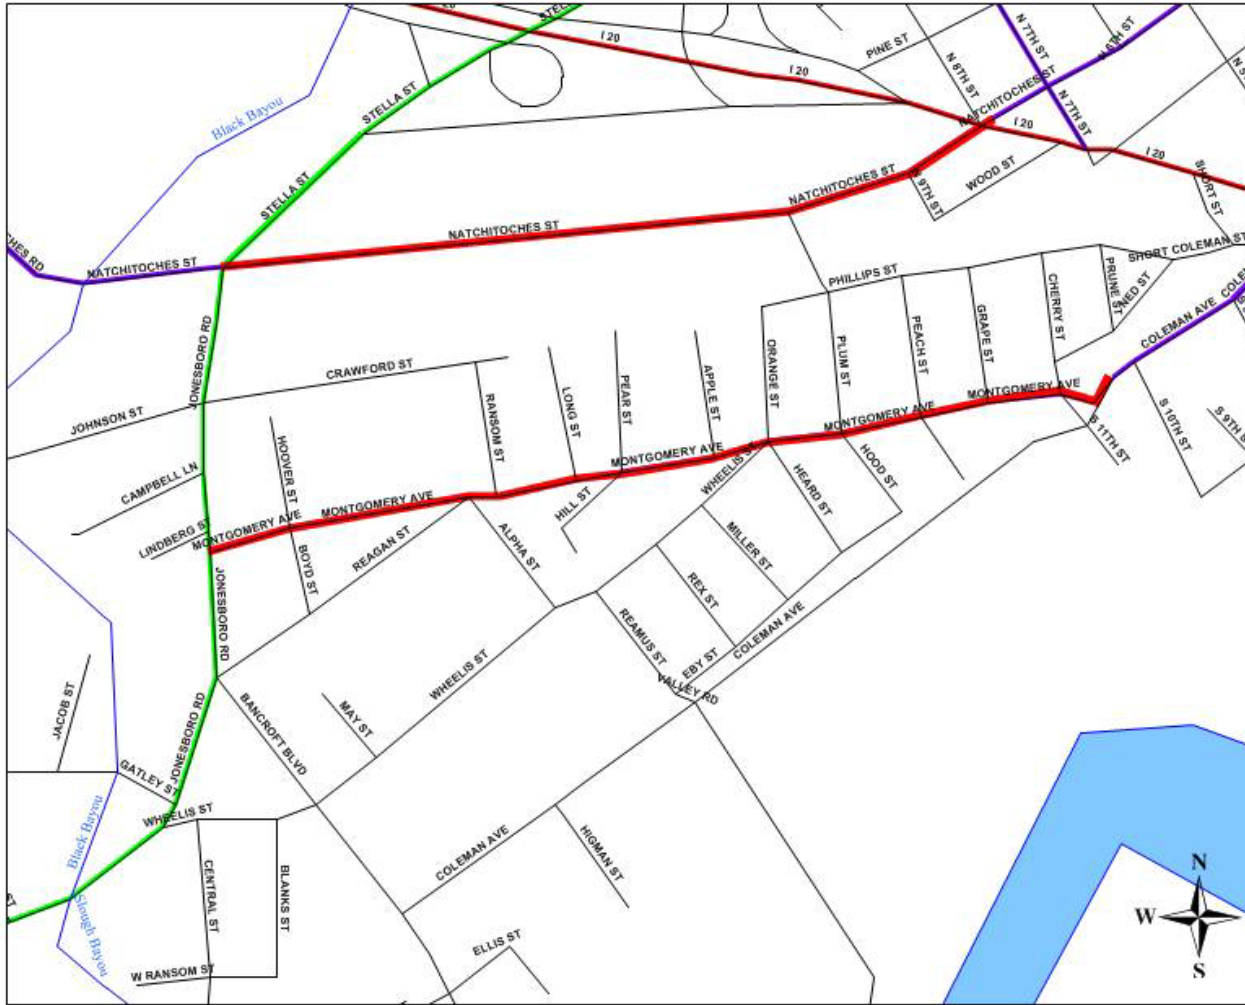 I 20
STELLA ST
N 7TH ST
N 6TH ST
PINE ST
N 8TH ST
I 20
NATCHITOCHES ST
STELLA ST
Black Bayou
N 7TH ST
I 20
I 20
WOOD ST
N 9TH ST
SHORT ST
STELLA ST
NATCHITOCHES ST
NATCHITOCHES ST
SHORT COLEMAN ST
NATCHITOCHES ST
PHILLIPS ST
PRUNE ST
NED ST
CHERRY ST
COLEMAN AVE
JONESBORO RD
CRAWFORD ST
ORANGE ST
PLUM ST
PEACH ST
GRAPE ST
JOHNSON ST
RANSOM ST
LONG ST
PEAR ST
APPLE ST
MONTGOMERY AVE
MONTGOMERY AVE
S 11TH ST
S 10TH ST
CAMPBELL LN
HOOVER ST
MONTGOMERY AVE
WHEELIS ST
HEARD ST
HOOD ST
LINDBERG ST
MONTGOMERY AVE
MONTGOMERY AVE
HILL ST
REAGAN ST
BOYD ST
ALPHA ST
MILLER ST
REX ST
JONESBORO RD
REAMUS ST
EBY ST
COLEMAN AVE
VALLEY RD
WHEELIS ST
JACOB ST
JONESBORO RD
BANCROFT BLVD
MAY ST
GATLEY ST
WHEELIS ST
Black Bayou
COLEMAN AVE
HIGMAN ST
CENTRAL ST
BLANKS ST
Slough Bayou
ELLIS ST
W RANSOM ST
N
W
S